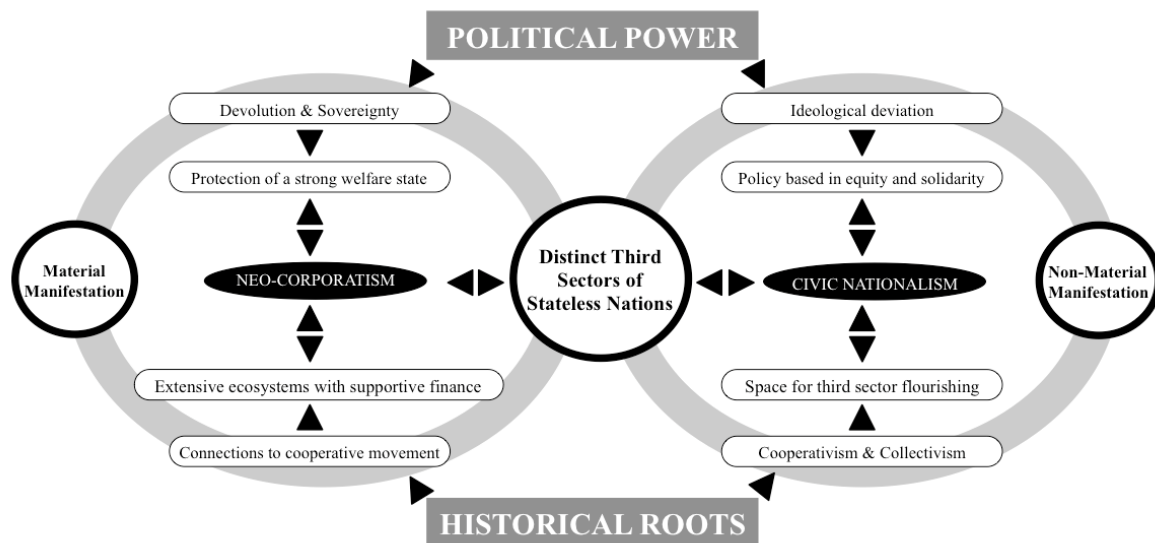 POLITICAL POWER
Devolution & Sovereignty
Ideological deviation
Protection of a strong welfare state
Policy based in equity and solidarity
Material
Manifestation
NEO-CORPORATISM
Distinct Third
Sectors of
Stateless Nations
CIVIC NATIONALISM
Non-Material
Manifestation
Extensive ecosystems with supportive finance
Space for third sector flourishing
Connections to cooperative movement
Cooperativism & Collectivism
HISTORICAL ROOTS